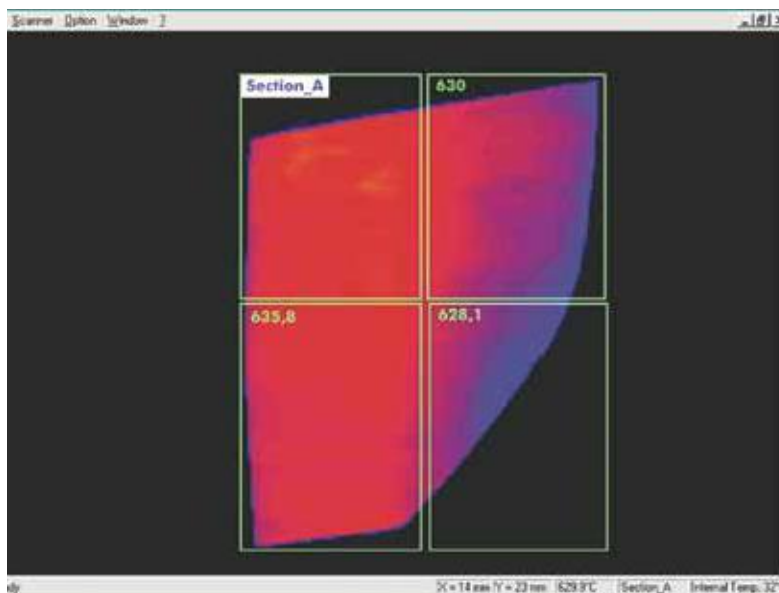 Scanner Option Window ?
Section_A
630
635,8
628,1
X = 14 mm Y = 23 mm 629.9°C Section_A Internal Temp. 32°